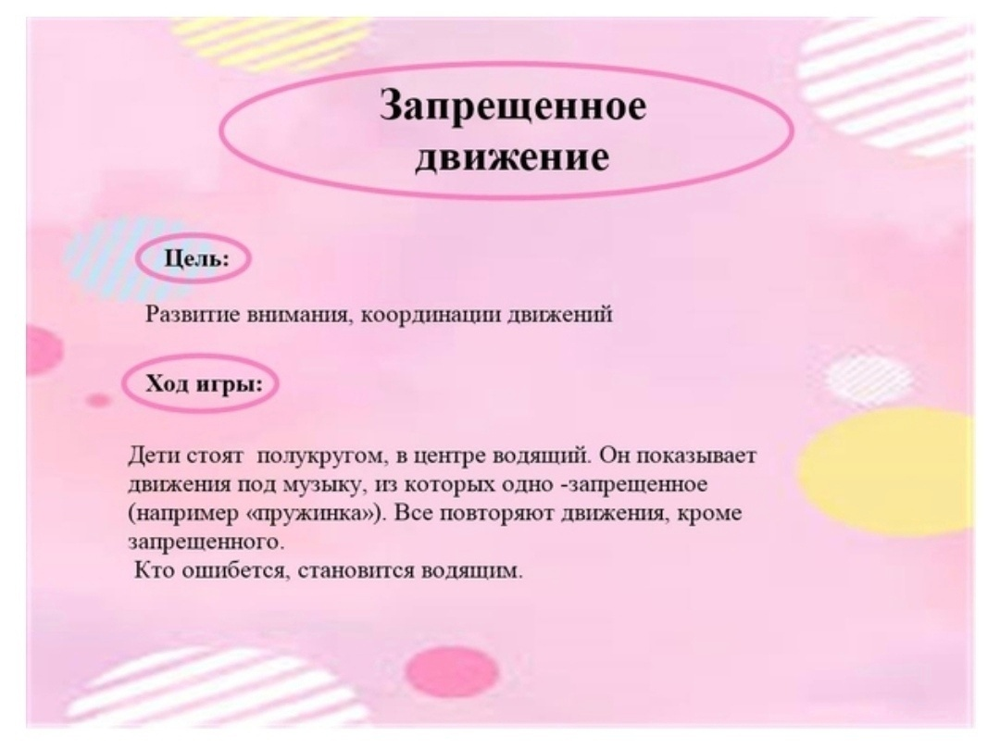 Запрещенное
движение
Цель:
Развитие внимания, координации движений
Ход игры:
Дети стоят  полукругом, в центре водящий. Он показывает
движения под музыку, из которых одно -запрещенное
(например «пружинка»). Все повторяют движения, кроме
запрещенного.
Кто ошибется, становится водящим.